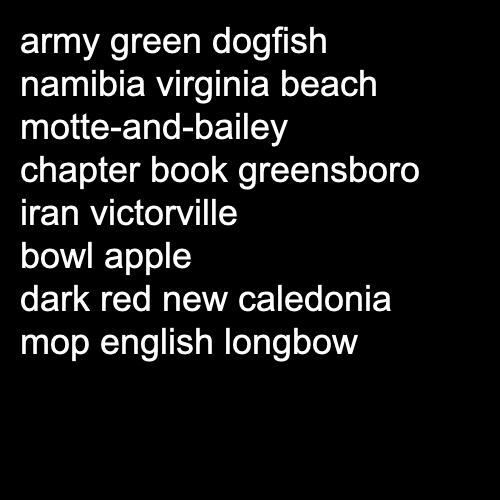 army green dogfish
namibia virginia beach
motte-and-bailey
chapter book greensboro
iran victorville
bowl apple
dark red new caledonia
mop english longbow